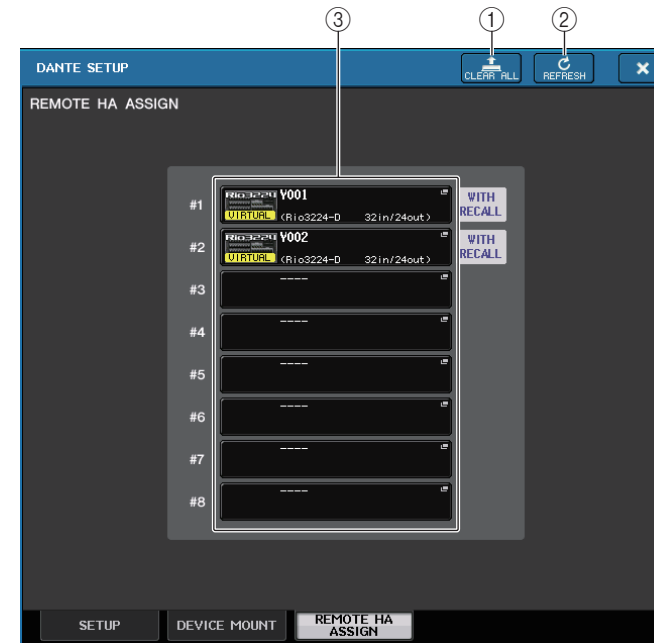 ③ ① ②
DANTE SETUP
CLEAR ALL
REFRESH
REMOTE HA ASSIGN
#1
Rio3224
VIRTUAL
Y001
(Rio3224-D 32in/24out)
WITH
RECALL
#2
Rio3224
VIRTUAL
Y002
(Rio3224-D 32in/24out)
WITH
RECALL
#3
----
#4
----
#5
----
#6
----
#7
----
#8
----
SETUP
DEVICE MOUNT
REMOTE HA
ASSIGN